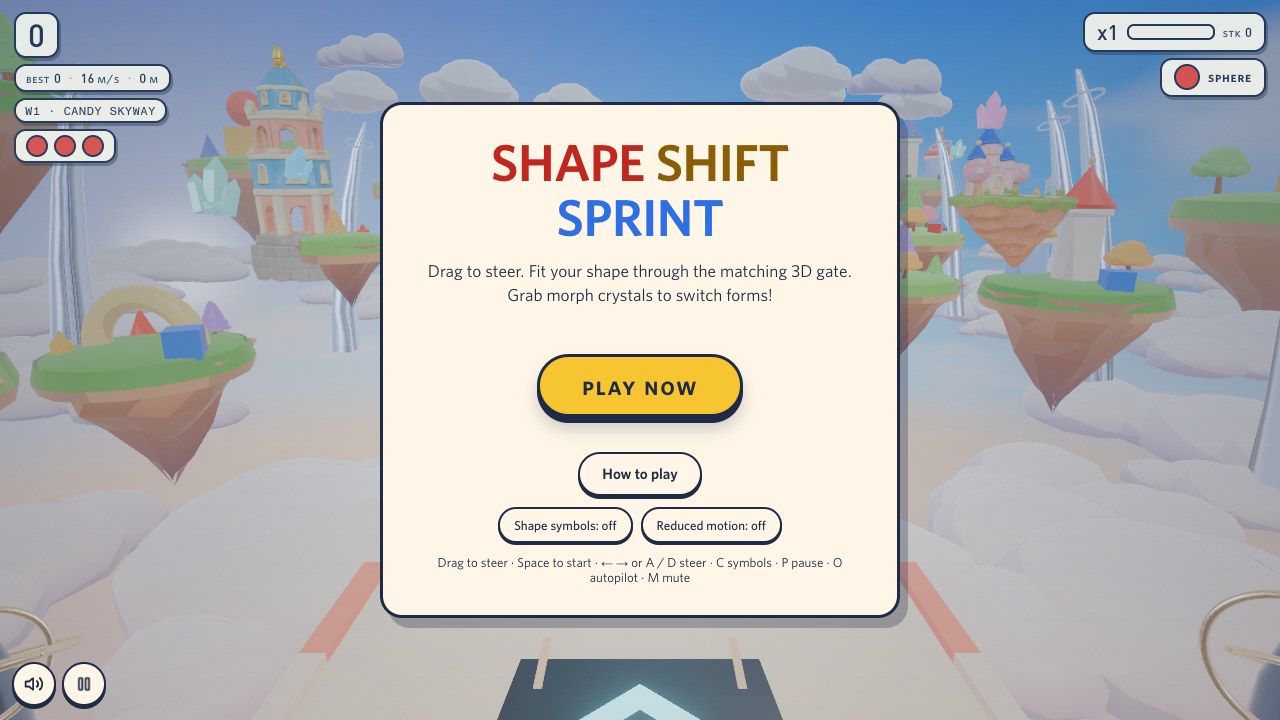 0
BEST 0 · 16 M/S · 0 M
W1 · CANDY SKYWAY
x1 STK 0
SPHERE
SHAPE SHIFT
SPRINT
Drag to steer. Fit your shape through the matching 3D gate.
Grab morph crystals to switch forms!
PLAY NOW
How to play
Shape symbols: off
Reduced motion: off
Drag to steer · Space to start · ← → or A / D steer · C symbols · P pause · O
autopilot · M mute